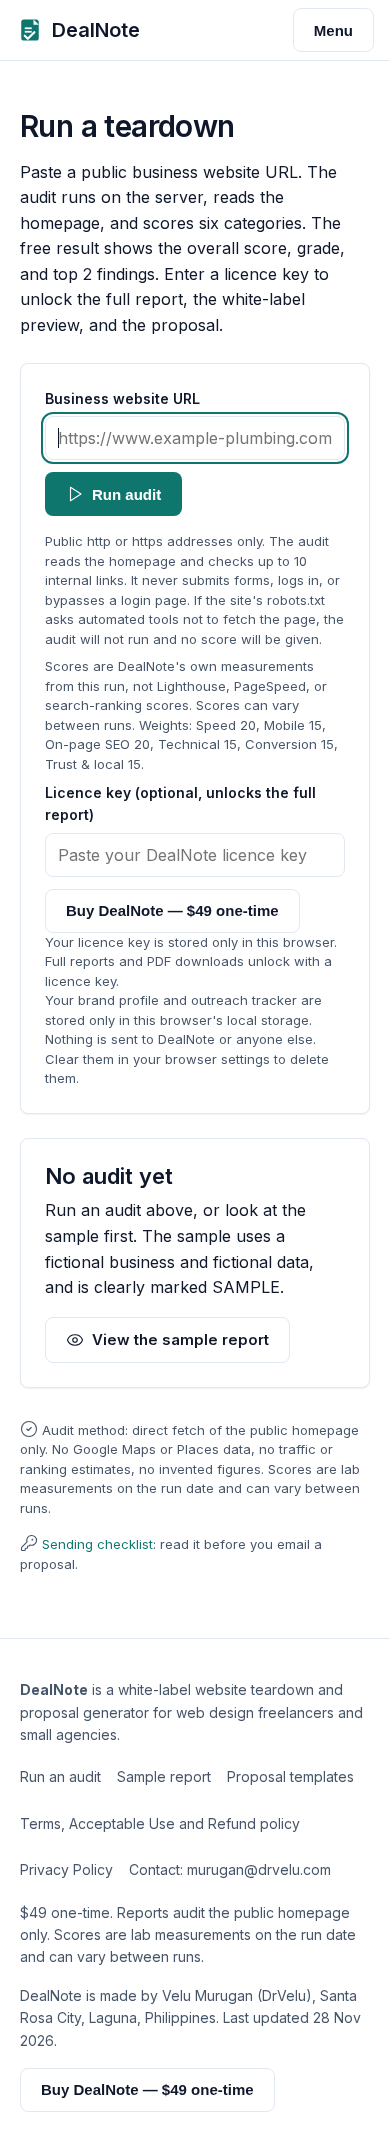 DealNote
Menu
Run a teardown
Paste a public business website URL. The
audit runs on the server, reads the
homepage, and scores six categories. The
free result shows the overall score, grade,
and top 2 findings. Enter a licence key to
unlock the full report, the white-label
preview, and the proposal.
Business website URL
https://www.example-plumbing.com
Run audit
Public http or https addresses only. The audit
reads the homepage and checks up to 10
internal links. It never submits forms, logs in, or
bypasses a login page. If the site's robots.txt
asks automated tools not to fetch the page, the
audit will not run and no score will be given.
Scores are DealNote's own measurements
from this run, not Lighthouse, PageSpeed, or
search-ranking scores. Scores can vary
between runs. Weights: Speed 20, Mobile 15,
On-page SEO 20, Technical 15, Conversion 15,
Trust & local 15.
Licence key (optional, unlocks the full
report)
Paste your DealNote licence key
Buy DealNote — $49 one-time
Your licence key is stored only in this browser.
Full reports and PDF downloads unlock with a
licence key.
Your brand profile and outreach tracker are
stored only in this browser's local storage.
Nothing is sent to DealNote or anyone else.
Clear them in your browser settings to delete
them.
No audit yet
Run an audit above, or look at the
sample first. The sample uses a
fictional business and fictional data,
and is clearly marked SAMPLE.
View the sample report
Audit method: direct fetch of the public homepage
only. No Google Maps or Places data, no traffic or
ranking estimates, no invented figures. Scores are lab
measurements on the run date and can vary between
runs.
Sending checklist: read it before you email a
proposal.
DealNote is a white-label website teardown and
proposal generator for web design freelancers and
small agencies.
Run an audit Sample report Proposal templates
Terms, Acceptable Use and Refund policy
Privacy Policy Contact: murugan@drvelu.com
$49 one-time. Reports audit the public homepage
only. Scores are lab measurements on the run date
and can vary between runs.
DealNote is made by Velu Murugan (DrVelu), Santa
Rosa City, Laguna, Philippines. Last updated 28 Nov
2026.
Buy DealNote — $49 one-time